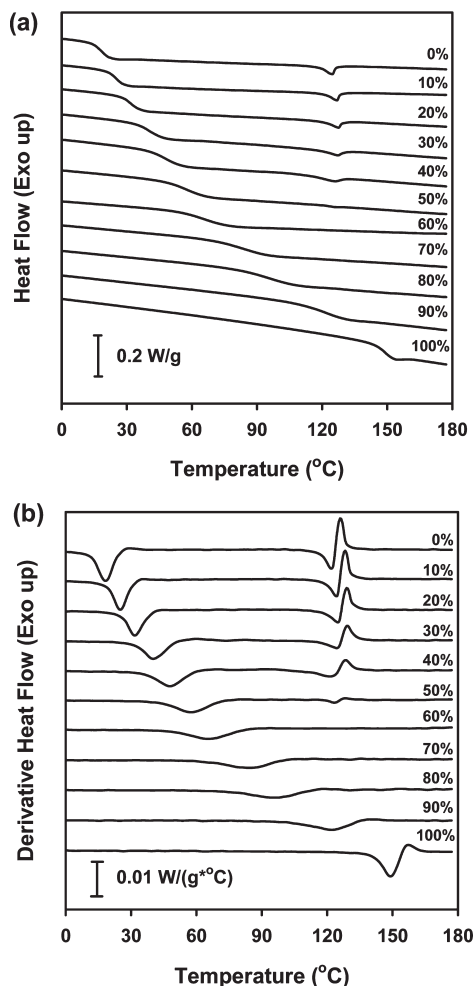 (a)
0%
10%
20%
30%
40%
50%
60%
70%
80%
90%
100%
Heat Flow (Exo up)
0.2 W/g
0 30 60 90 120 150 180
Temperature (°C)
(b)
0%
10%
20%
30%
40%
50%
60%
70%
80%
90%
100%
Derivative Heat Flow (Exo up)
0.01 W/(g*°C)
0 30 60 90 120 150 180
Temperature (°C)